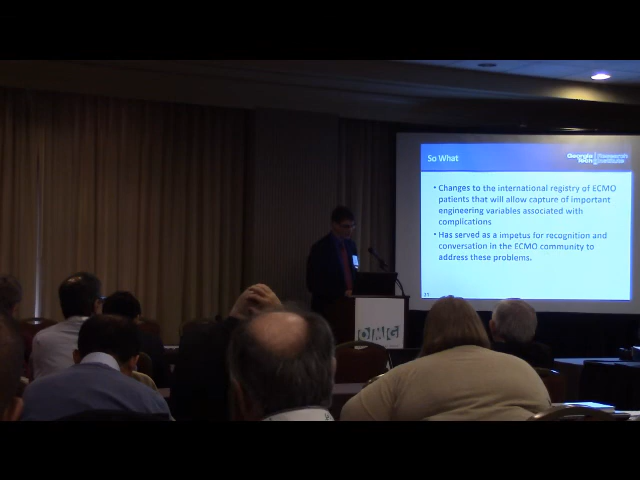 So What
Georgia Tech Research Institute
• Changes to the international registry of ECMO
patients that will allow capture of important
engineering variables associated with
complications
• Has served as a impetus for recognition and
conversation in the ECMO community to
address these problems.
21
OMG